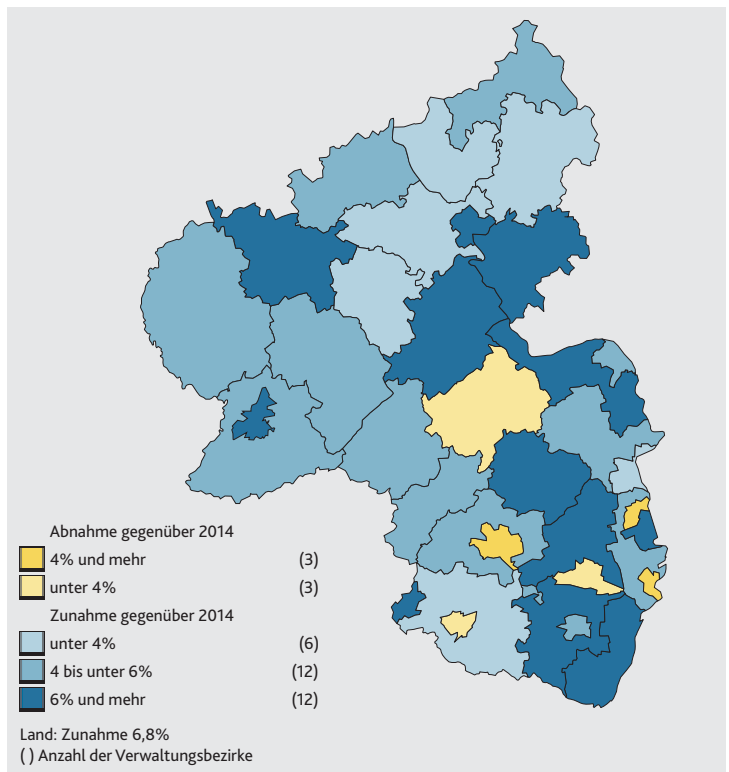 Abnahme gegenüber 2014
4% und mehr (3)
unter 4% (3)
Zunahme gegenüber 2014
unter 4% (6)
4 bis unter 6% (12)
6% und mehr (12)
Land: Zunahme 6,8%
( ) Anzahl der Verwaltungsbezirke